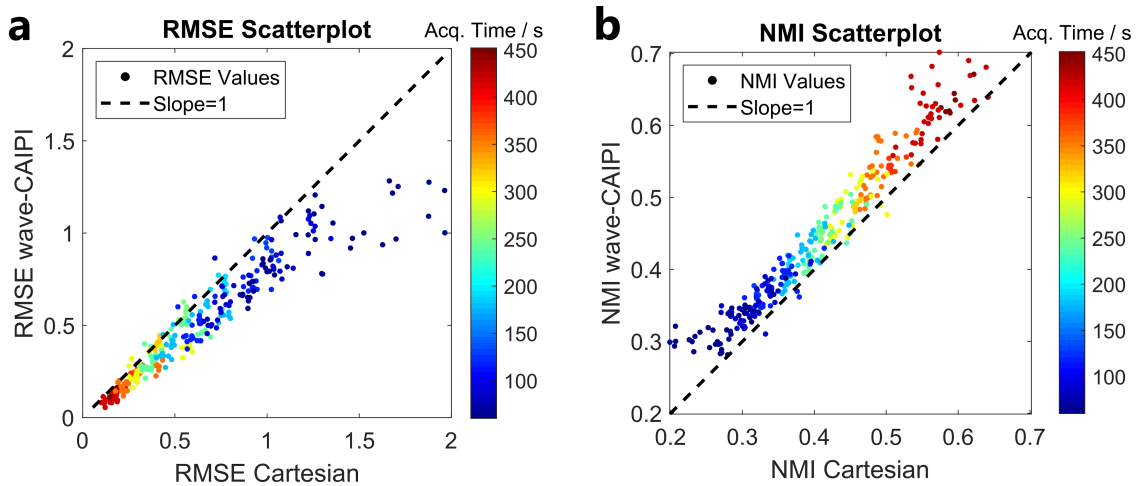 a
RMSE Scatterplot
Acq. Time / s
RMSE Values
Slope=1
RMSE wave-CAIPI
2
1.5
1
0.5
0
0
0.5
1
1.5
2
RMSE Cartesian
450
400
350
300
250
200
150
100
b
NMI Scatterplot
Acq. Time / s
NMI Values
Slope=1
NMI wave-CAIPI
0.7
0.6
0.5
0.4
0.3
0.2
0.2
0.3
0.4
0.5
0.6
0.7
NMI Cartesian
450
400
350
300
250
200
150
100